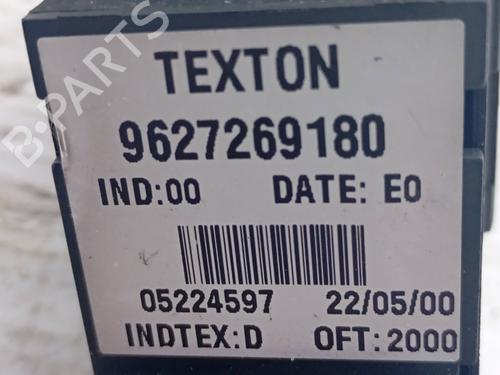 TEXTON
9627269180
IND:00 DATE: E0
05224597 22/05/00
INDTEX:D OFT:2000
B-PARTS